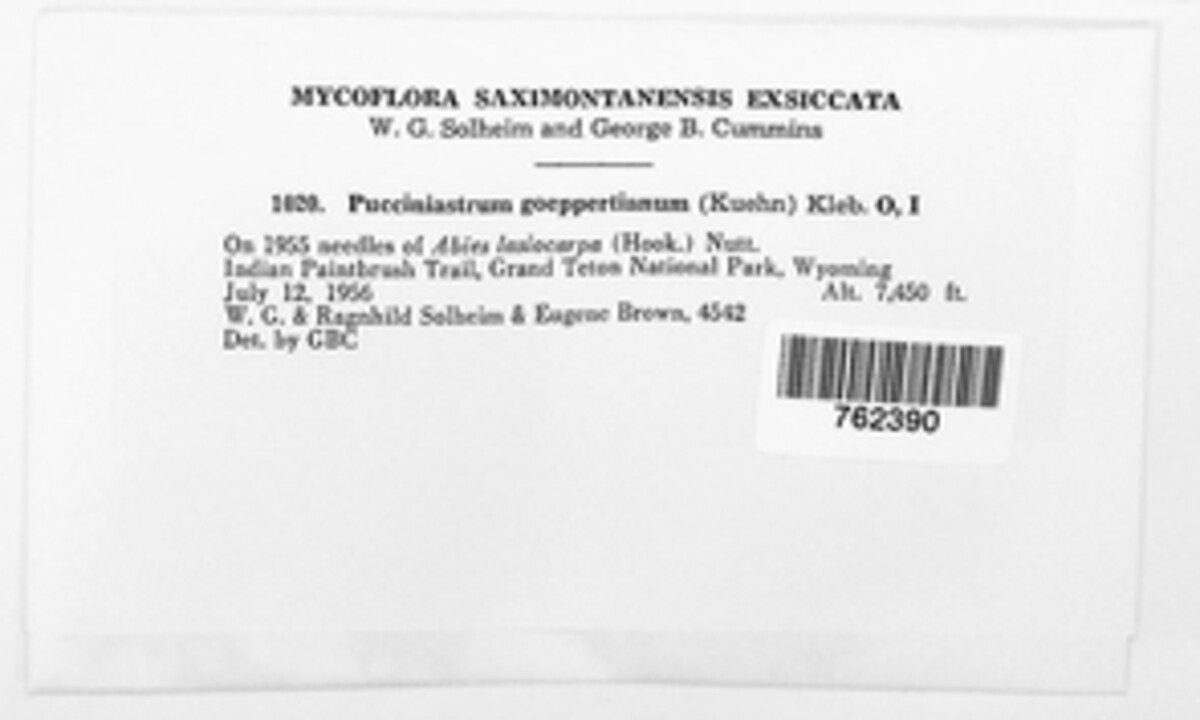 MYCOFLORA SAXIMONTANENSIS EXSICCATA
W. G. Solheim and George B. Cummins
1020. Pucciniastrum goeppertianum (Kuehn) Kleb. O, I
On 1955 needles of Abies lasiocarpa (Hook.) Nutt.
Indian Paintbrush Trail, Grand Teton National Park, Wyoming
July 12, 1956 Alt. 7,450 ft.
W. G. & Ragnhild Solheim & Eugene Brown, 4542
Det. by GBC
762390